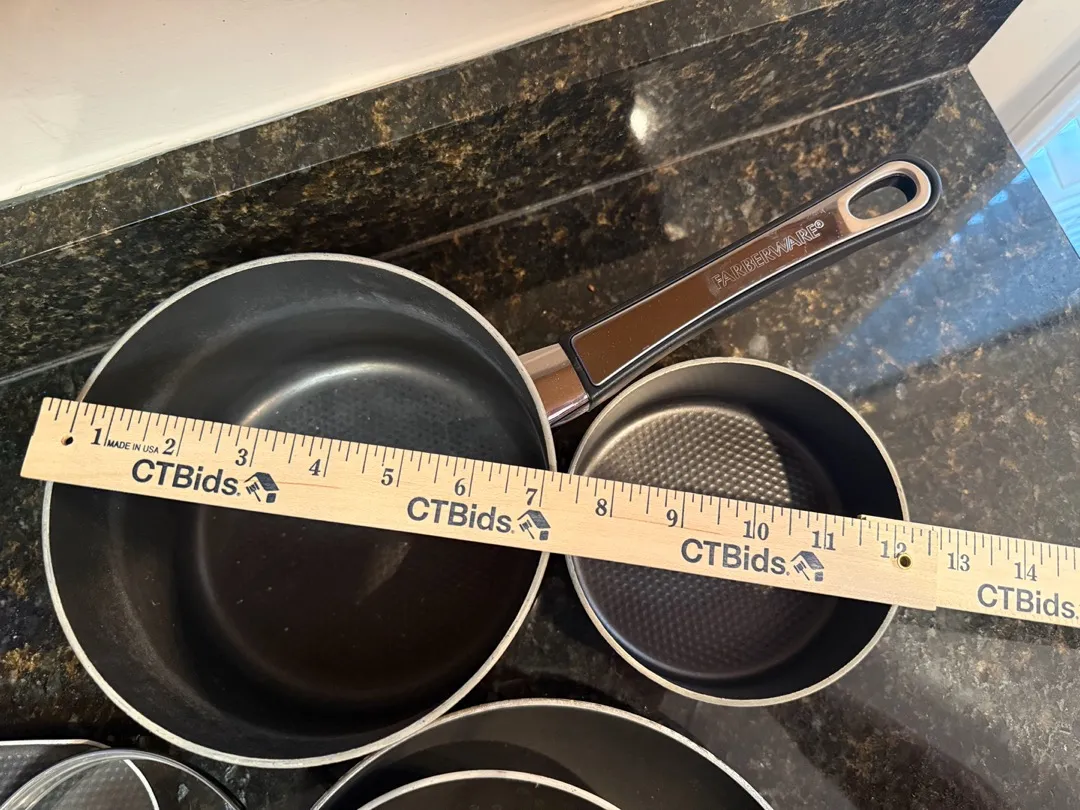 FARBERWARE®
1 MADE IN USA 2 3 4 5 6 7 8 9 10 11 12 13 14
CTBids. CTBids. CTBids. CTBids.